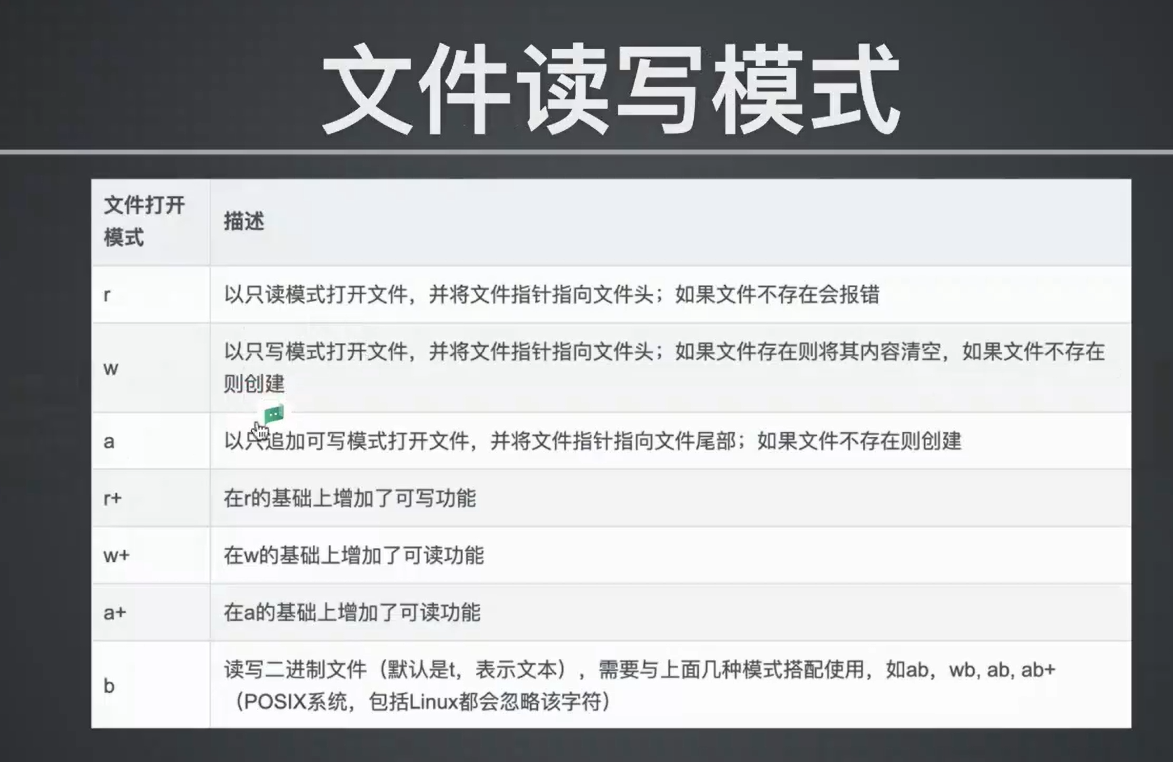 文件读写模式
文件打开
模式
描述
r
以只读模式打开文件，并将文件指针指向文件头；如果文件不存在会报错
w
以只写模式打开文件，并将文件指针指向文件头；如果文件存在则将其内容清空，如果文件不存在
则创建
a
以只追加可写模式打开文件，并将文件指针指向文件尾部；如果文件不存在则创建
r+
在r的基础上增加了可写功能
w+
在w的基础上增加了可读功能
a+
在a的基础上增加了可读功能
b
读写二进制文件（默认是t，表示文本），需要与上面几种模式搭配使用，如ab，wb, ab, ab+
（POSIX系统，包括Linux都会忽略该字符）